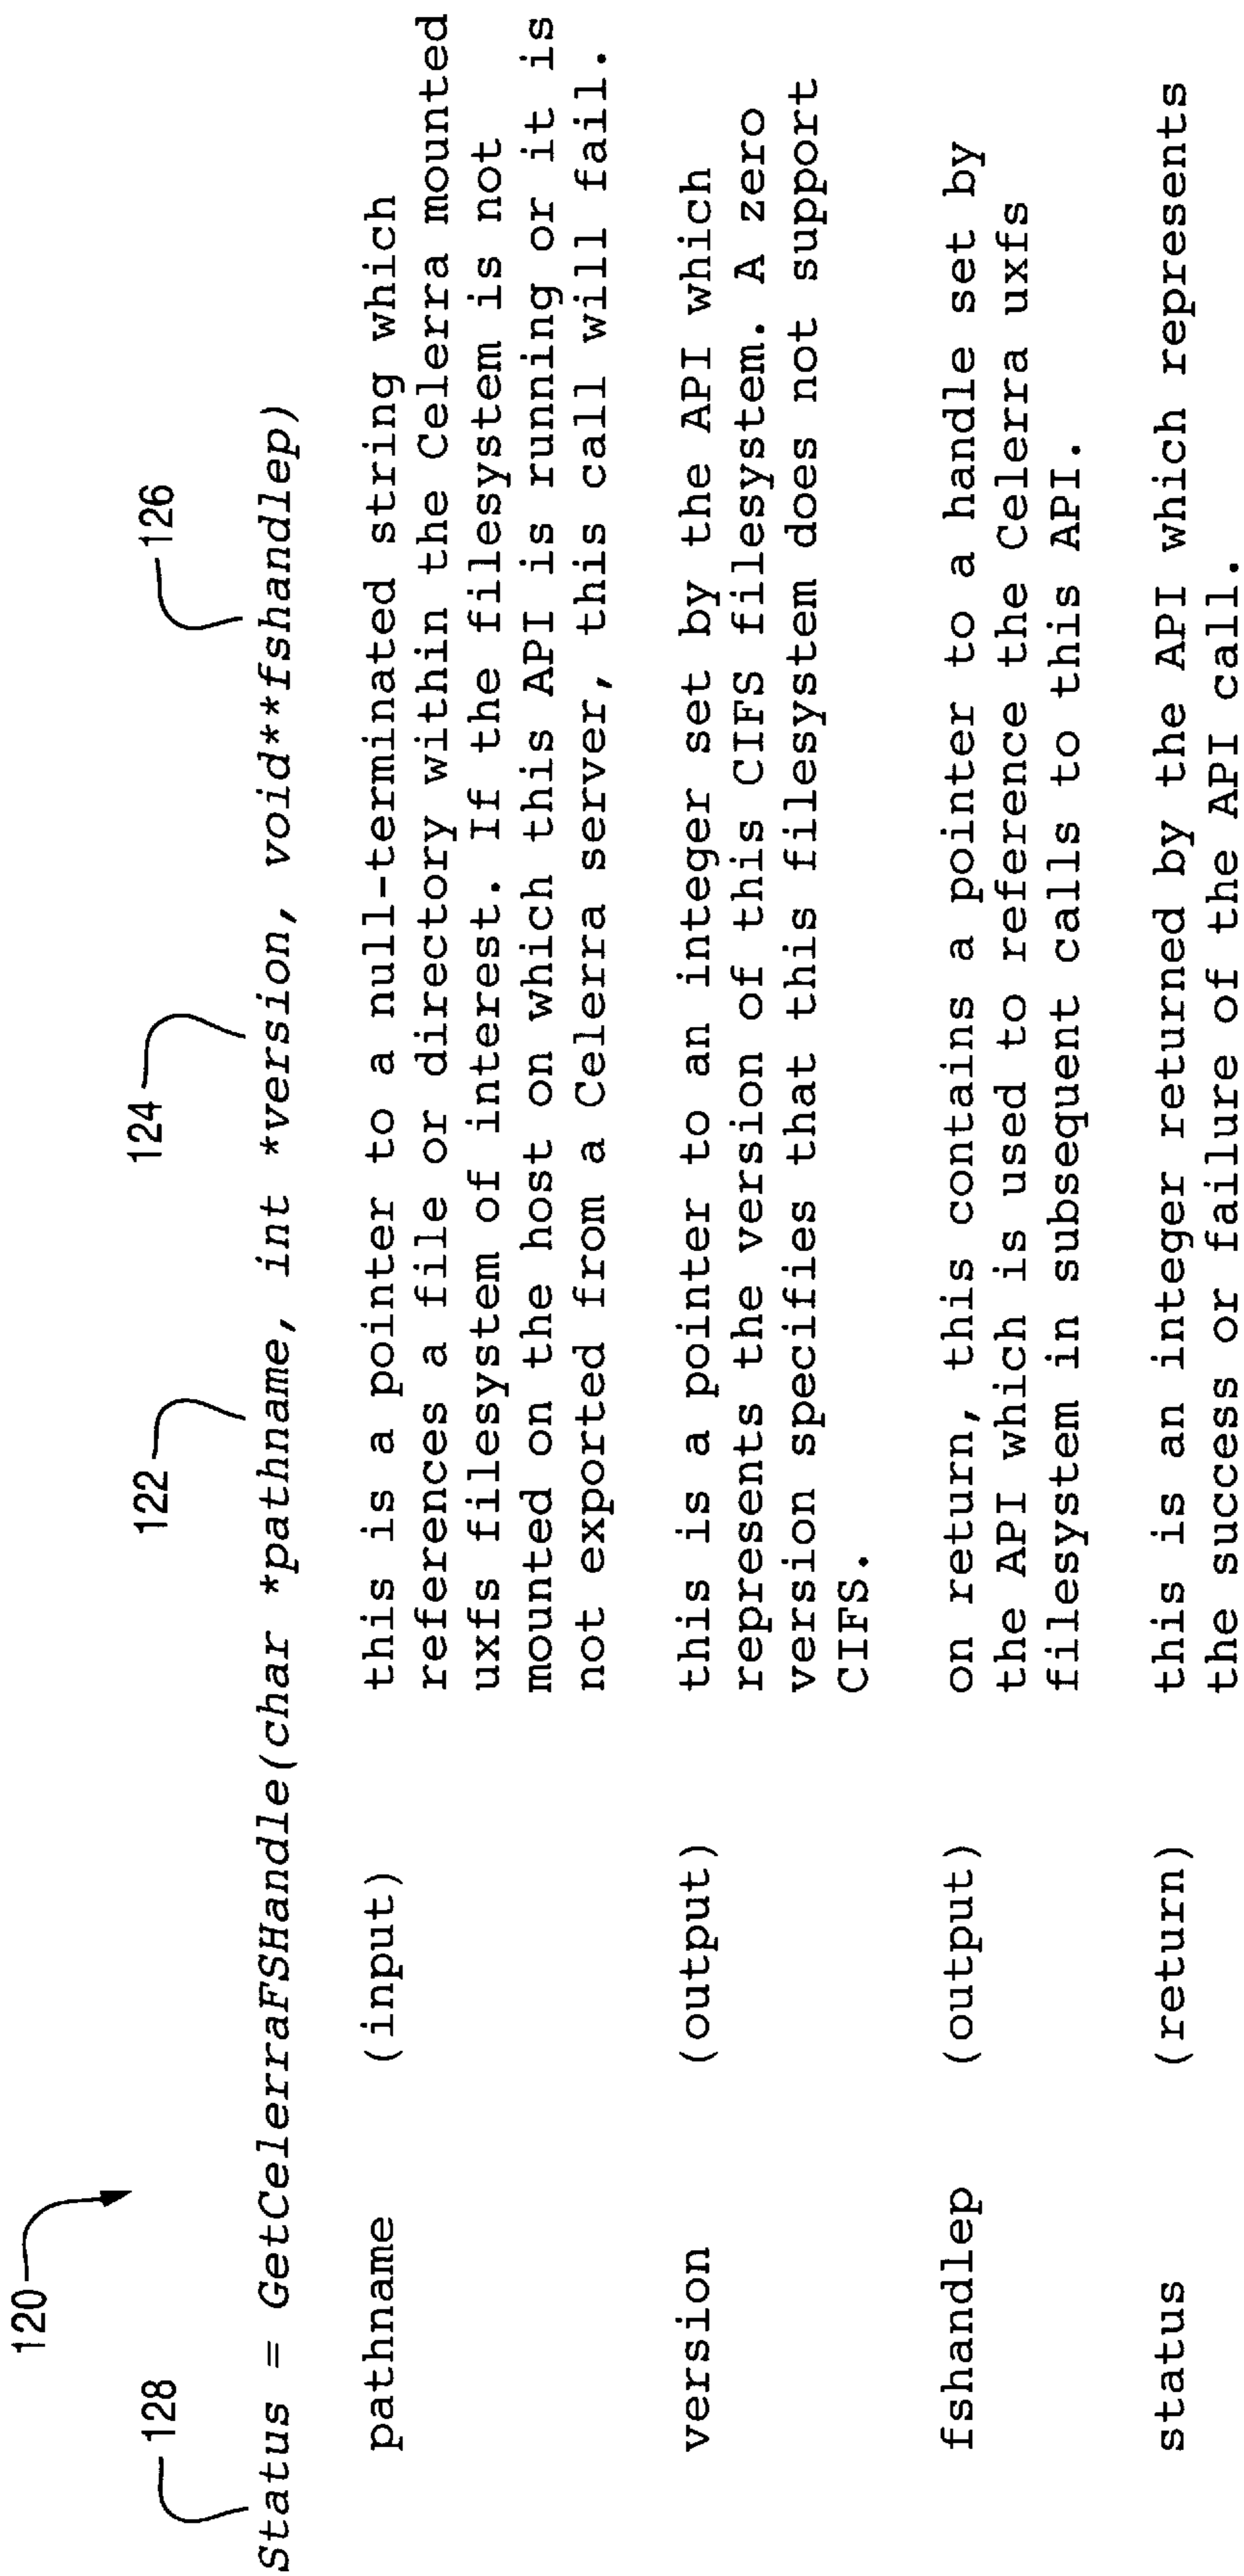 120
128
122
124
126
Status = GetCelerraFSHandle(char *pathname, int *version, void**fshandlep)
pathname (input) this is a pointer to a null-terminated string which
references a file or directory within the Celerra mounted
uxfs filesystem of interest. If the filesystem is not
mounted on the host on which this API is running or it is
not exported from a Celerra server, this call will fail.
version (output) this is a pointer to an integer set by the API which
represents the version of this CIFS filesystem. A zero
version specifies that this filesystem does not support
CIFS.
fshandlep (output) on return, this contains a pointer to a handle set by
the API which is used to reference the Celerra uxfs
filesystem in subsequent calls to this API.
status (return) this is an integer returned by the API which represents
the success or failure of the API call.